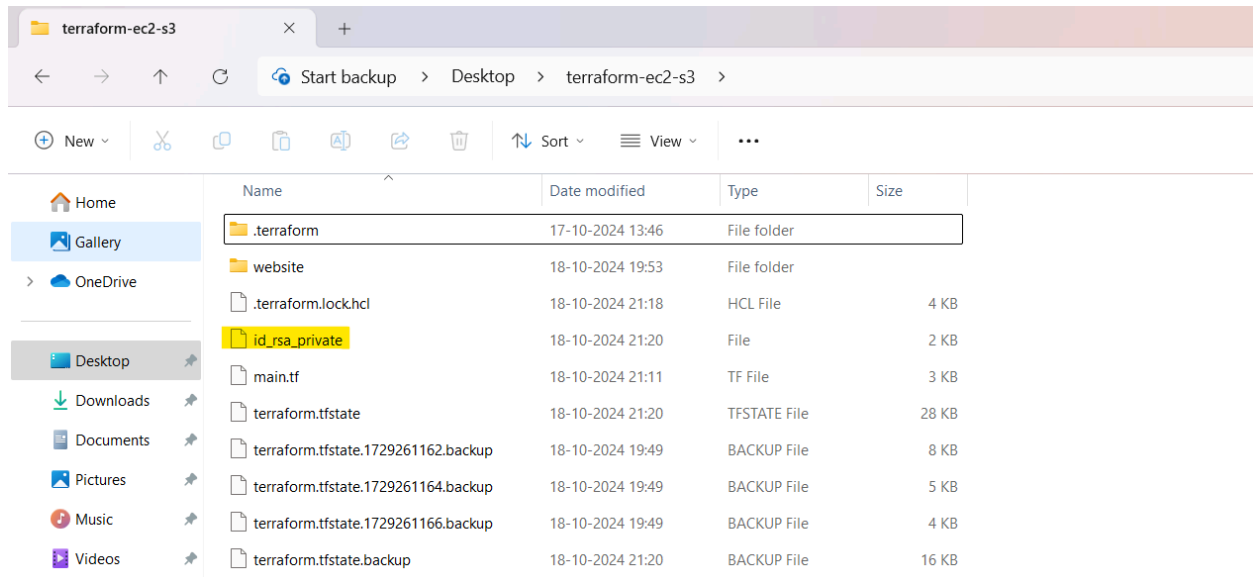 terraform-ec2-s3
Start backup > Desktop > terraform-ec2-s3 >
New Sort View ...
Name Date modified Type Size
Home
Gallery
OneDrive
Desktop
Downloads
Documents
Pictures
Music
Videos
.terraform 17-10-2024 13:46 File folder
website 18-10-2024 19:53 File folder
.terraform.lock.hcl 18-10-2024 21:18 HCL File 4 KB
id_rsa_private 18-10-2024 21:20 File 2 KB
main.tf 18-10-2024 21:11 TF File 3 KB
terraform.tfstate 18-10-2024 21:20 TFSTATE File 28 KB
terraform.tfstate.1729261162.backup 18-10-2024 19:49 BACKUP File 8 KB
terraform.tfstate.1729261164.backup 18-10-2024 19:49 BACKUP File 5 KB
terraform.tfstate.1729261166.backup 18-10-2024 19:49 BACKUP File 4 KB
terraform.tfstate.backup 18-10-2024 21:20 BACKUP File 16 KB